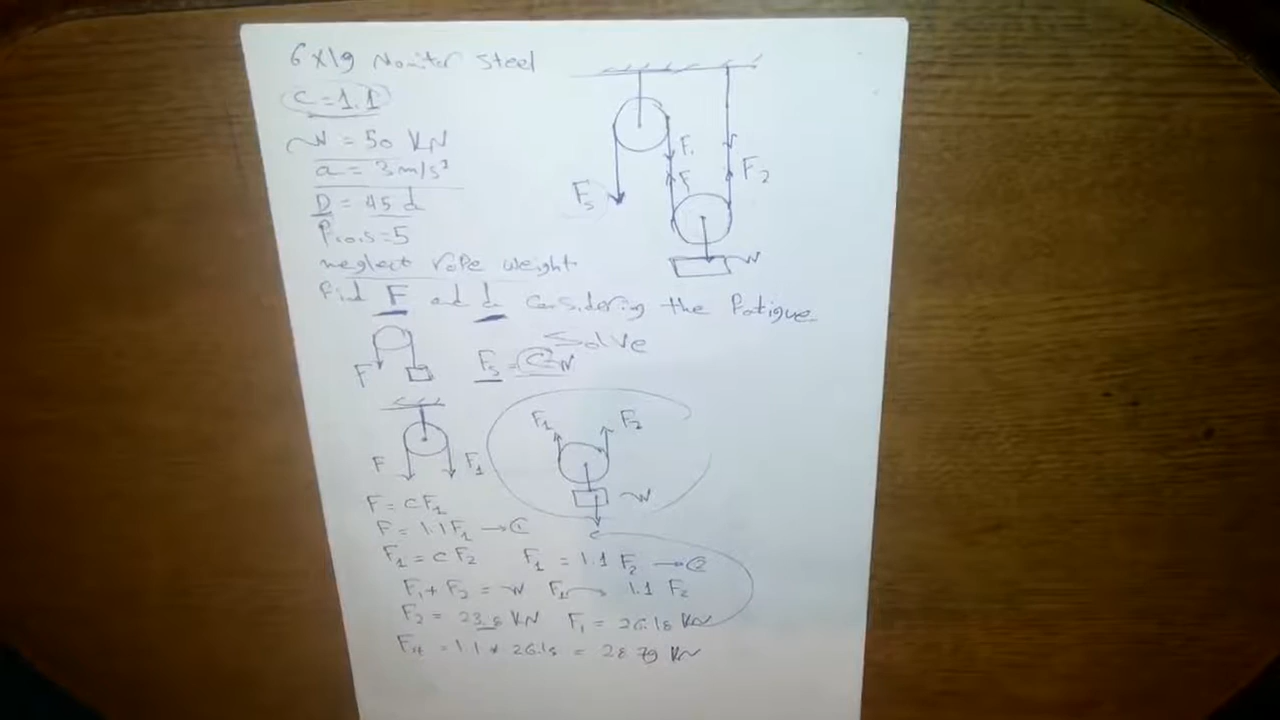 6 x 19 Monitor Steel
C = 1.1
W = 50 KN
a = 3 m/s²
D = 45 d
F.o.s = 5
neglect rope weight
find F and d considering the fatigue
Solve
F1
F
F2
Fs
W
F
Fs = C W
F
F1
F1
F2
W
F = c F1
F = 1.1 F1 →
F1 = c F2 F1 = 1.1 F2 → 2
F1 + F2 = W F1 1.1 F2
F2 = 23.8 KN F1 = 26.18 KN
= 1.1 * 26.18 = 28.79 KN